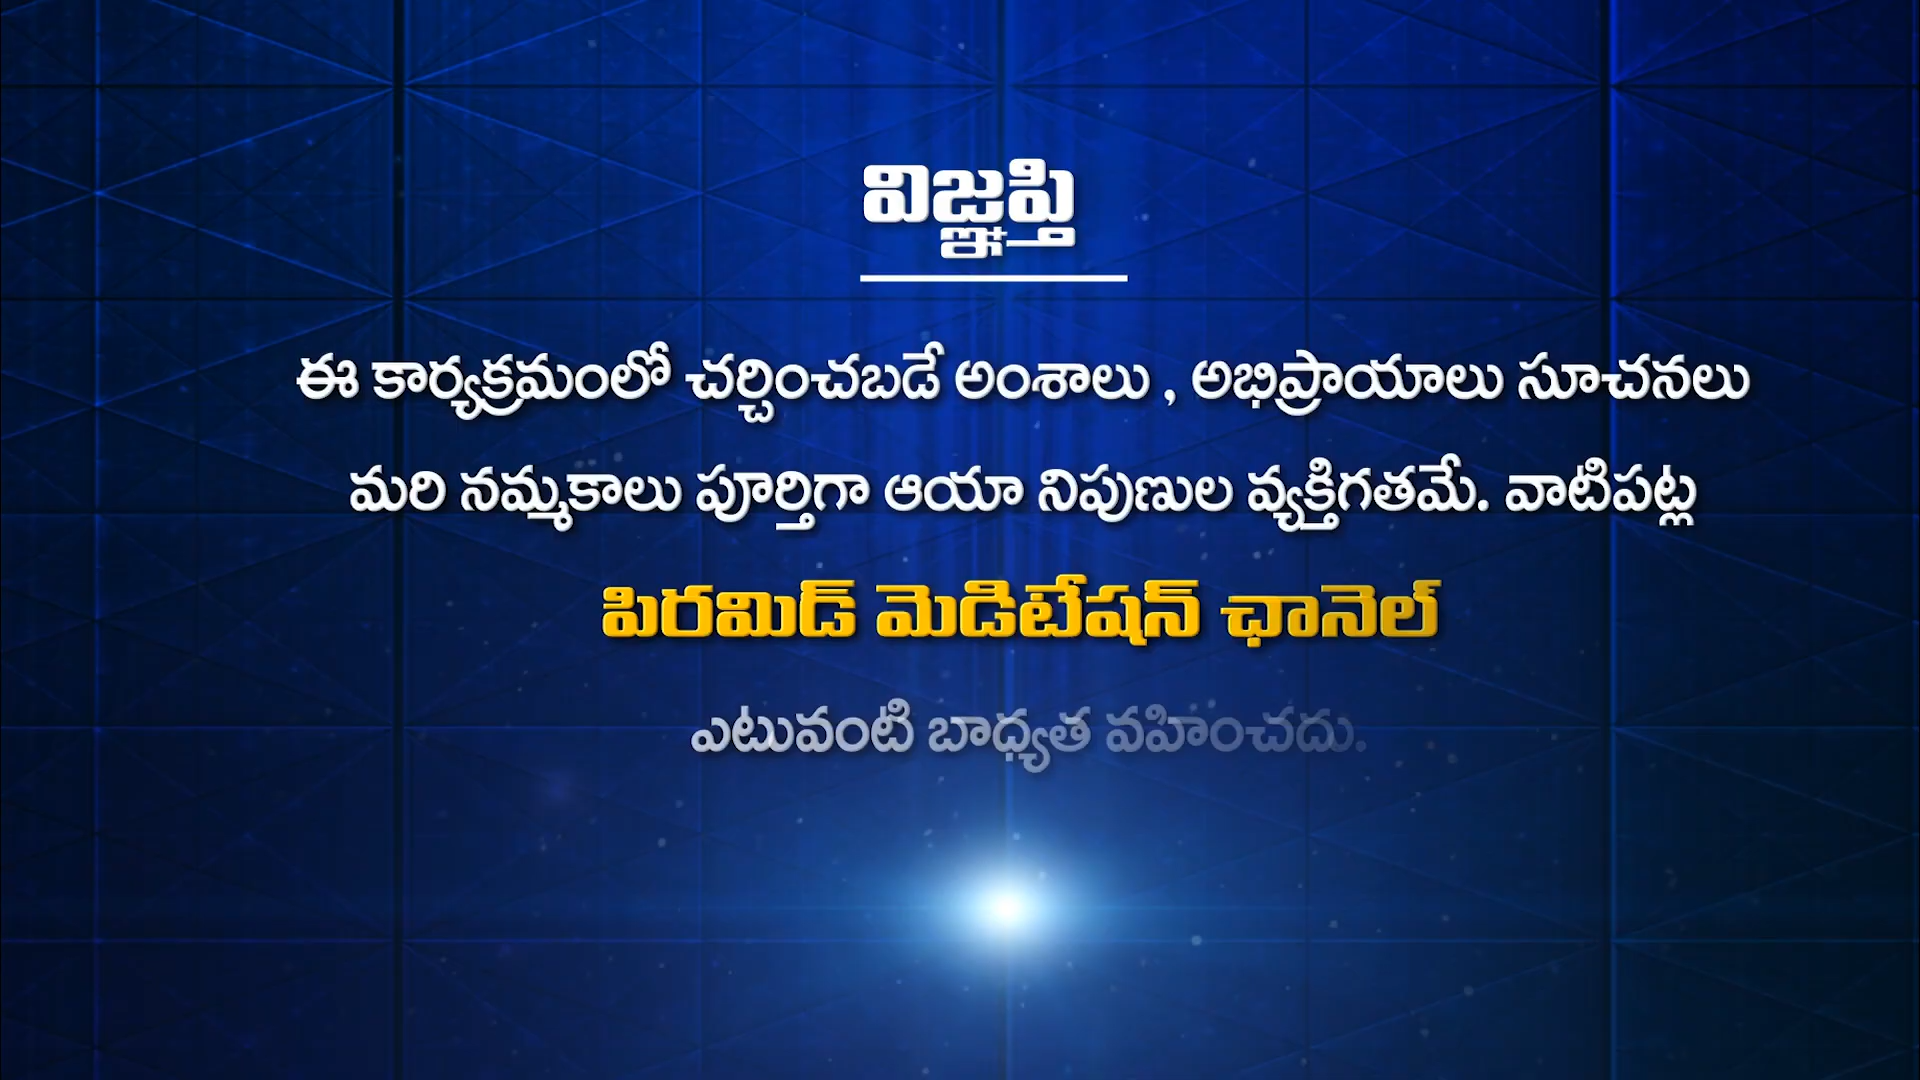 విజ్ఞప్తి
ఈ కార్యక్రమంలో చర్చించబడే అంశాలు , అభిప్రాయాలు సూచనలు
మరి నమ్మకాలు పూర్తిగా ఆయా నిపుణుల వ్యక్తిగతమే. వాటిపట్ల
పిరమిడ్ మెడిటేషన్ ఛానెల్
ఎటువంటి బాధ్యత వహించదు.